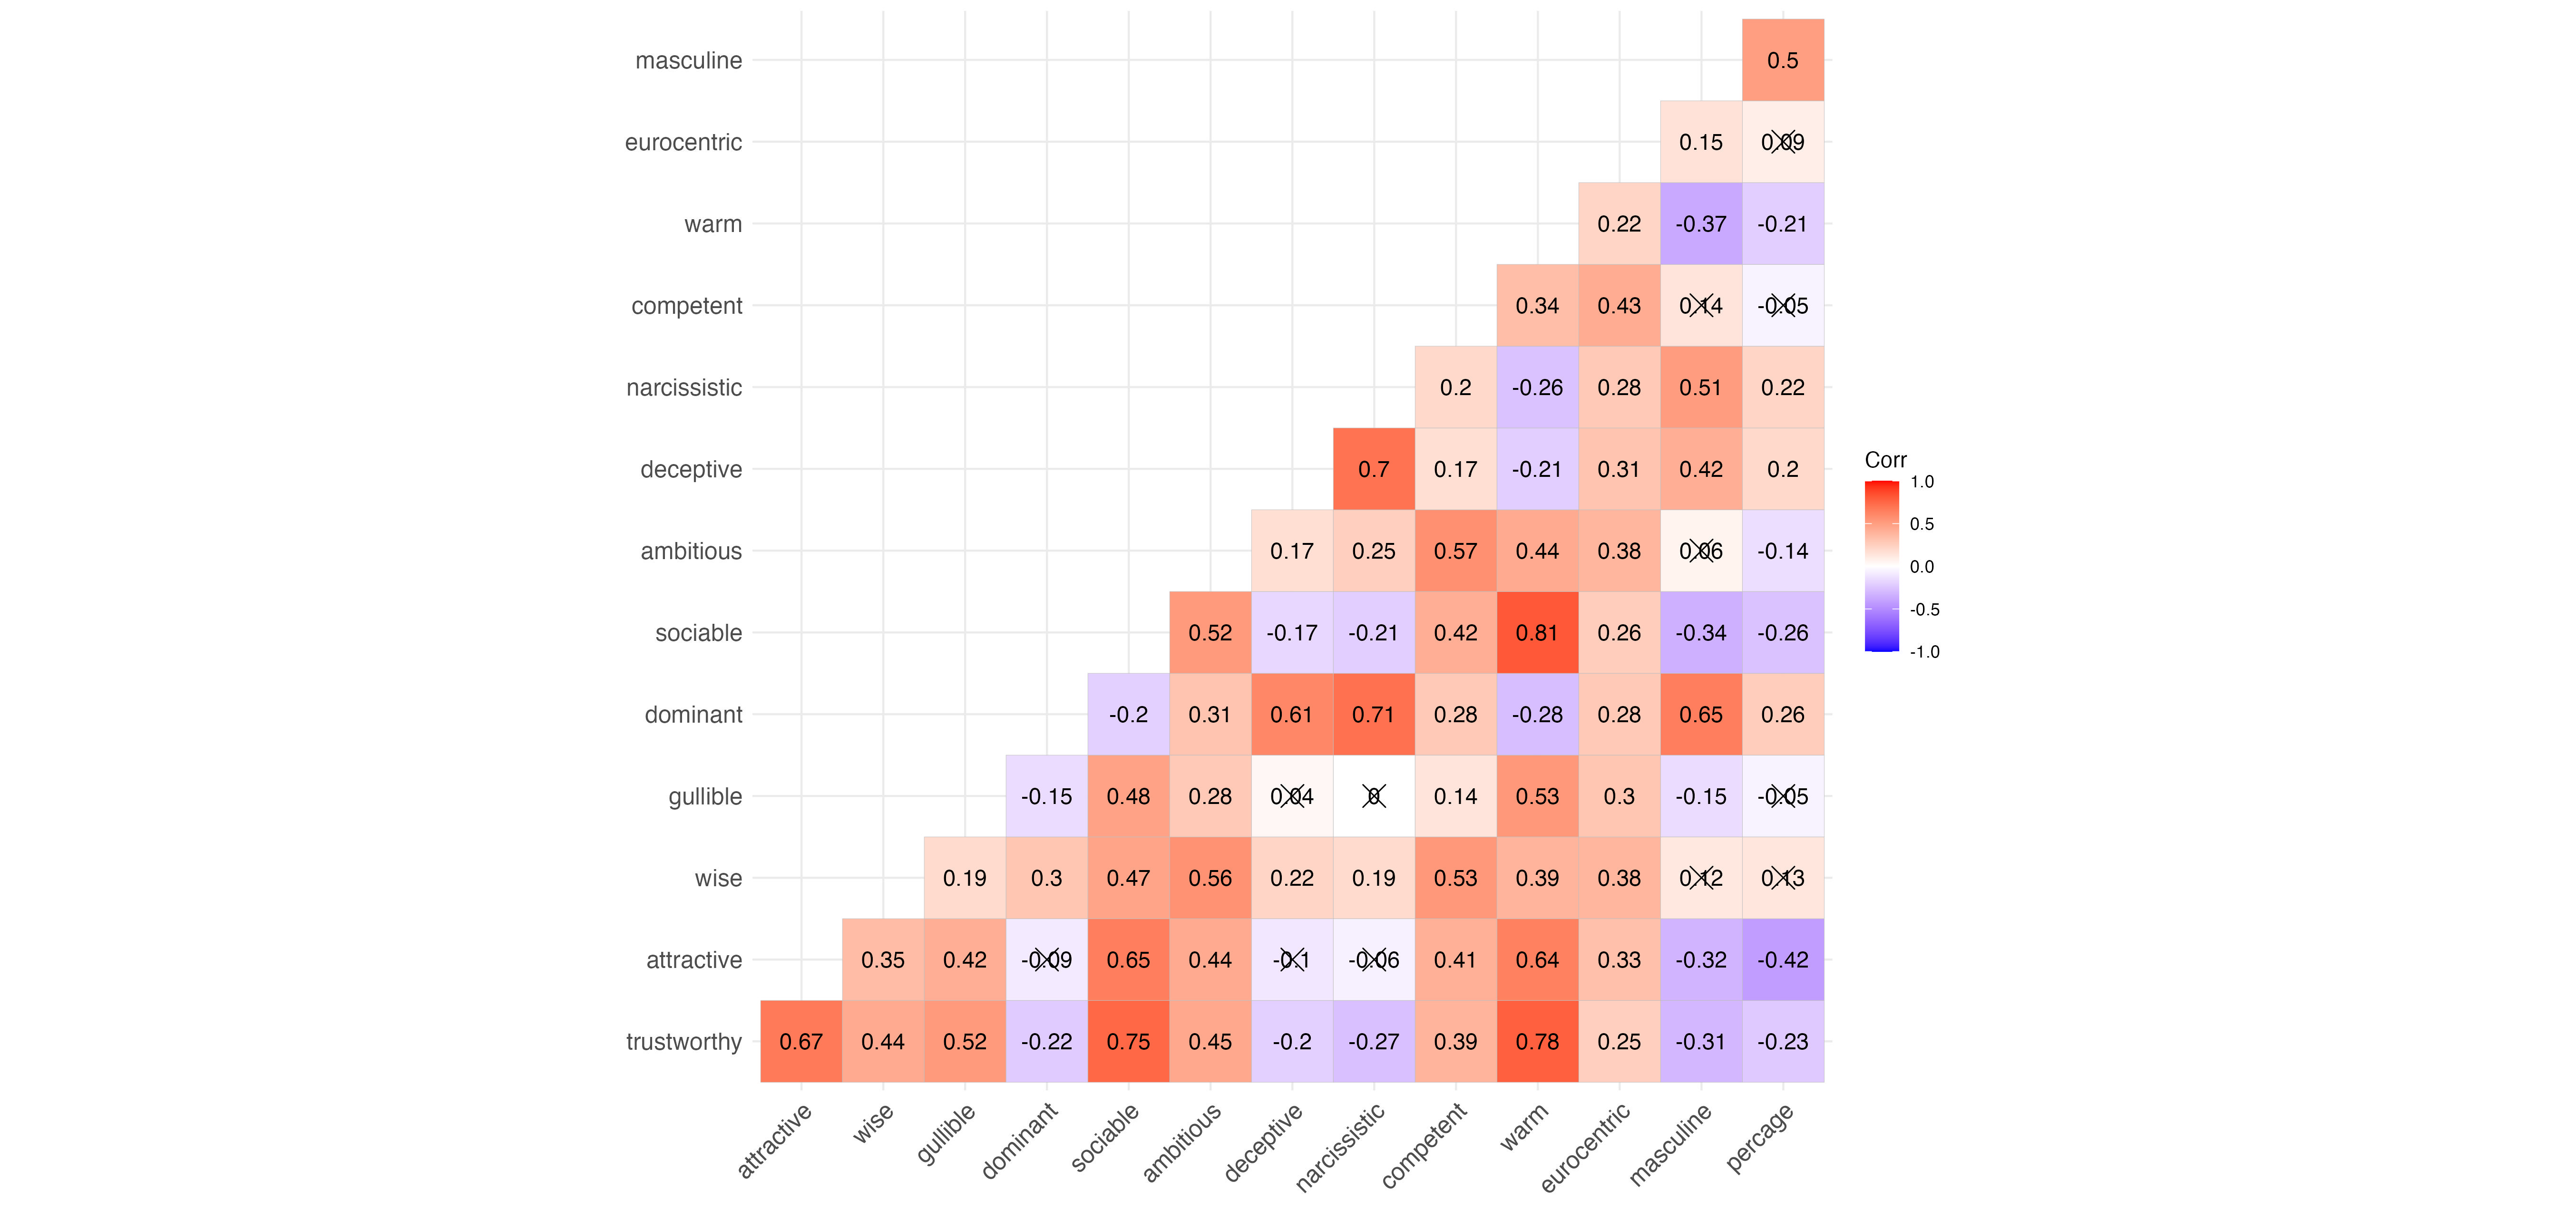 masculine 0.5
eurocentric 0.15 0.09
warm 0.22 -0.37 -0.21
competent 0.34 0.43 0.14 -0.05
narcissistic 0.2 -0.26 0.28 0.51 0.22
deceptive 0.7 0.17 -0.21 0.31 0.42 0.2
ambitious 0.17 0.25 0.57 0.44 0.38 0.06 -0.14
sociable 0.52 -0.17 -0.21 0.42 0.81 0.26 -0.34 -0.26
dominant -0.2 0.31 0.61 0.71 0.28 -0.28 0.28 0.65 0.26
gullible -0.15 0.48 0.28 0.04 0 0.14 0.53 0.3 -0.15 -0.05
wise 0.19 0.3 0.47 0.56 0.22 0.19 0.53 0.39 0.38 0.12 0.13
attractive 0.35 0.42 -0.09 0.65 0.44 -0.1 -0.06 0.41 0.64 0.33 -0.32 -0.42
trustworthy 0.67 0.44 0.52 -0.22 0.75 0.45 -0.2 -0.27 0.39 0.78 0.25 -0.31 -0.23
attractive wise gullible dominant sociable ambitious deceptive narcissistic competent warm eurocentric masculine percage
Corr
1.0
0.5
0.0
-0.5
-1.0